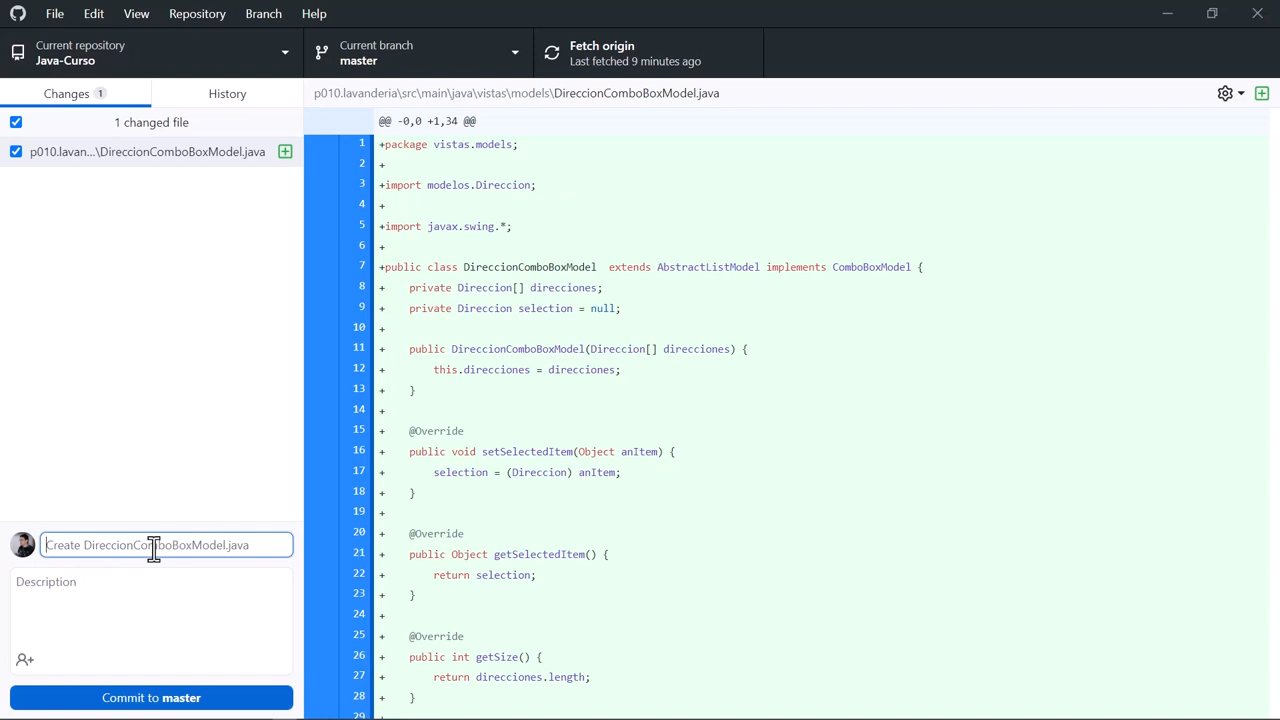 File Edit View Repository Branch Help
Current repository
Java-Curso
Current branch
master
Fetch origin
Last fetched 9 minutes ago
Changes 1
History
p010.lavanderia\src\main\java\vistas\models\DireccionComboBoxModel.java
1 changed file
p010.lavan...\DireccionComboBoxModel.java
@@ -0,0 +1,34 @@
1 +package vistas.models;
2 +
3 +import modelos.Direccion;
4 +
5 +import javax.swing.*;
6 +
7 +public class DireccionComboBoxModel  extends AbstractListModel implements ComboBoxModel {
8 +    private Direccion[] direcciones;
9 +    private Direccion selection = null;
10 +
11 +    public DireccionComboBoxModel(Direccion[] direcciones) {
12 +        this.direcciones = direcciones;
13 +    }
14 +
15 +    @Override
16 +    public void setSelectedItem(Object anItem) {
17 +        selection = (Direccion) anItem;
18 +    }
19 +
20 +    @Override
21 +    public Object getSelectedItem() {
22 +        return selection;
23 +    }
24 +
25 +    @Override
26 +    public int getSize() {
27 +        return direcciones.length;
28 +    }
29
Create DireccionComboBoxModel.java
Description
Commit to master